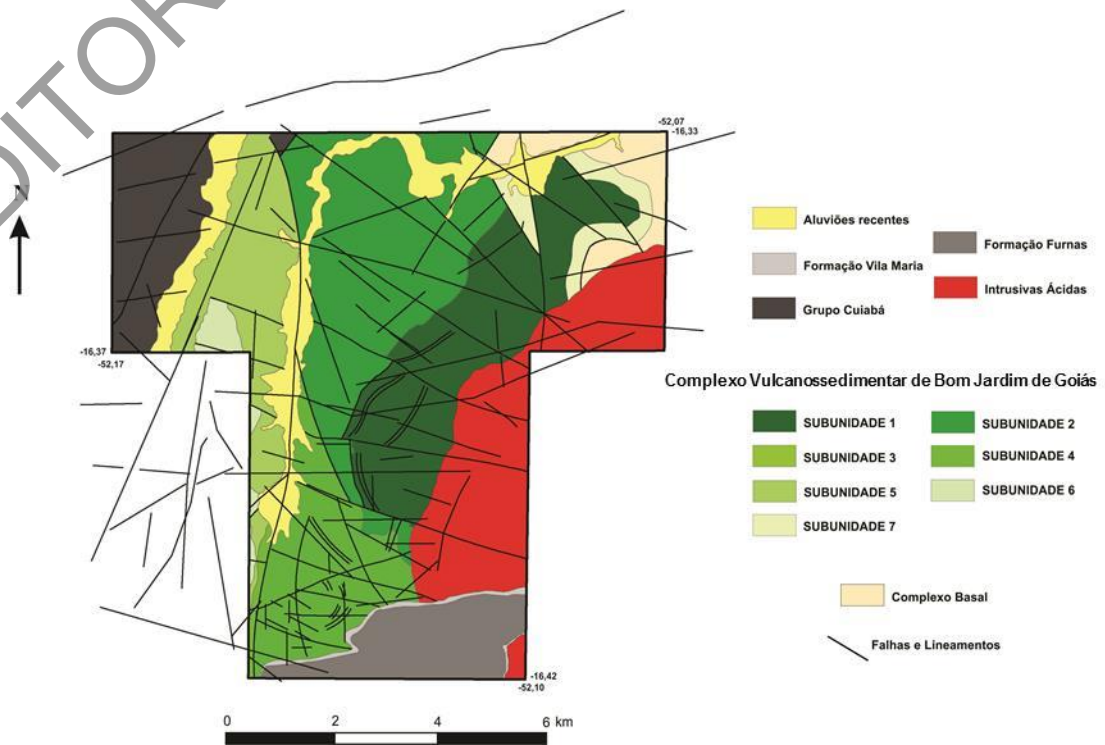 EDITOR
N
-52,07
-16,33
-16,37
-52,17
-16,42
-52,10
Aluviões recentes
Formação Vila Maria
Grupo Cuiabá
Formação Furnas
Intrusivas Ácidas
Complexo Vulcanossedimentar de Bom Jardim de Goiás
SUBUNIDADE 1
SUBUNIDADE 2
SUBUNIDADE 3
SUBUNIDADE 4
SUBUNIDADE 5
SUBUNIDADE 6
SUBUNIDADE 7
Complexo Basal
Falhas e Lineamentos
0 2 4 6 km